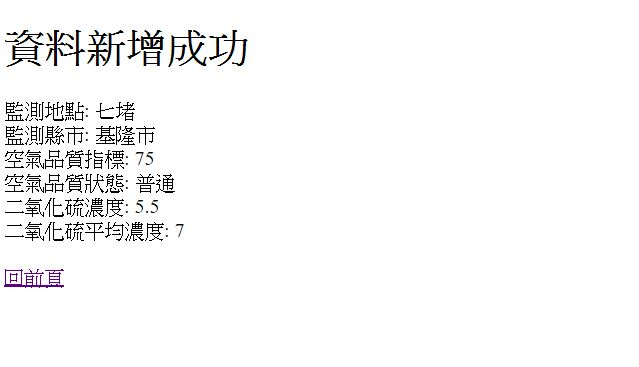 資料新增成功
監測地點: 七堵
監測縣市: 基隆市
空氣品質指標: 75
空氣品質狀態: 普通
二氧化硫濃度: 5.5
二氧化硫平均濃度: 7
回前頁